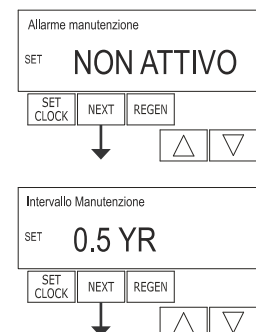 Allarme manutenzione
SET NON ATTIVO
SET CLOCK NEXT REGEN
Intervallo Manutenzione
SET 0.5 YR
SET CLOCK NEXT REGEN